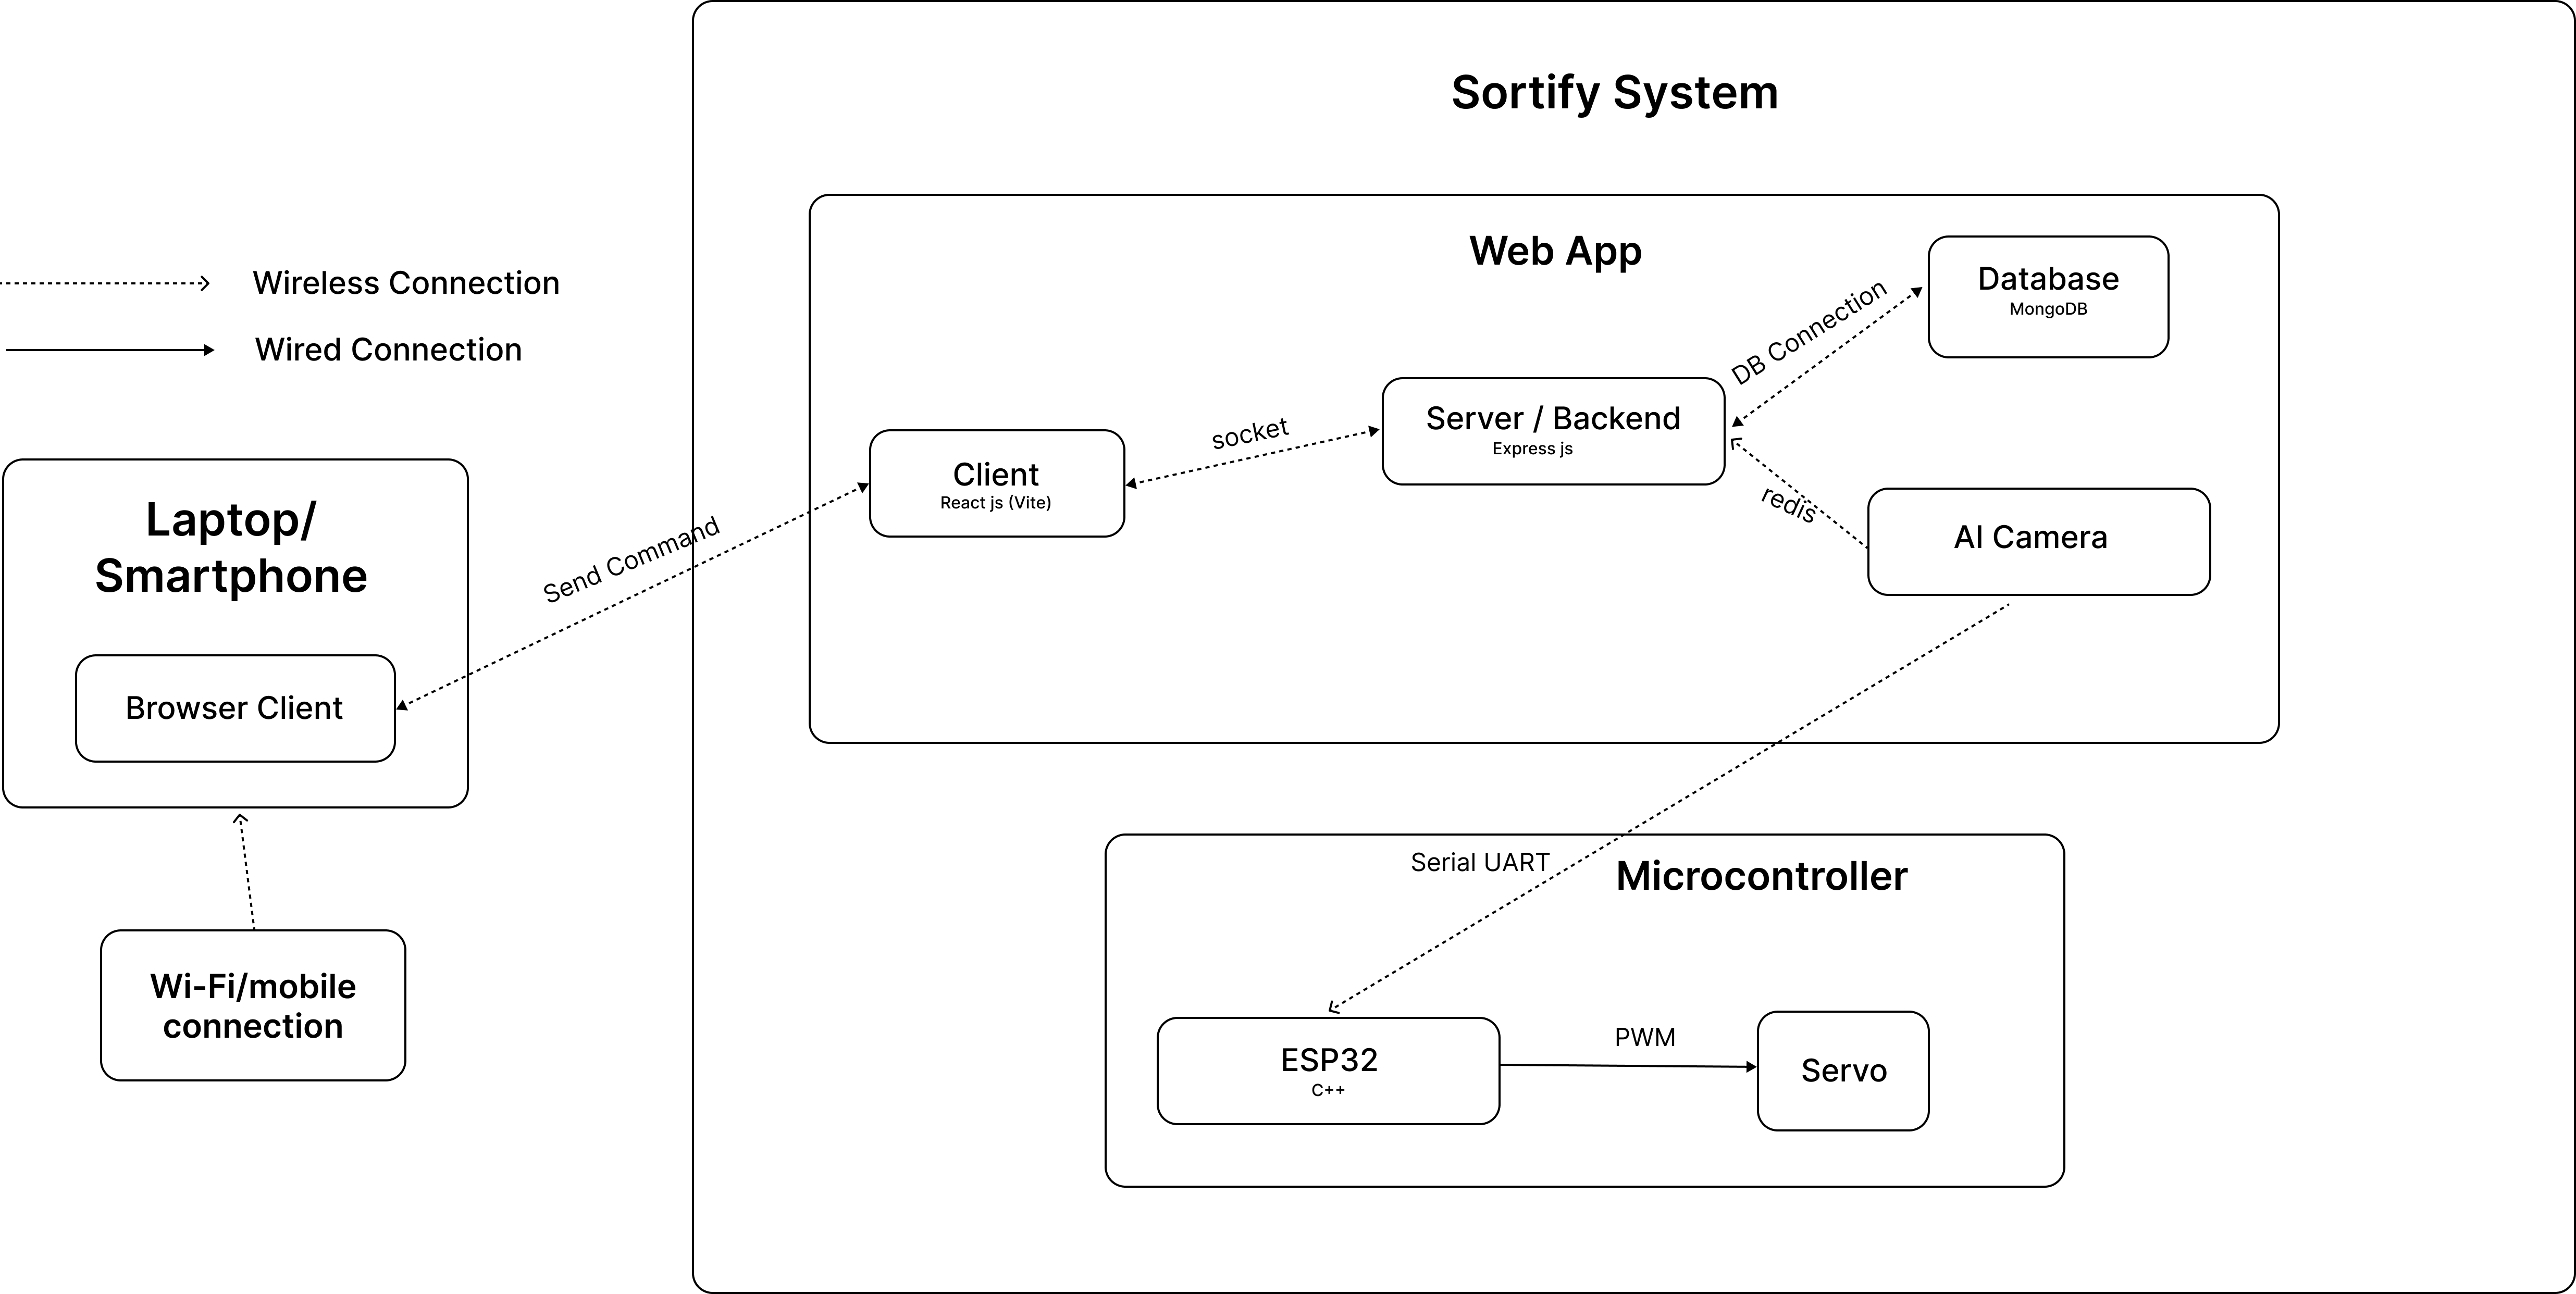 Sortify System
Wireless Connection
Wired Connection
Laptop/
Smartphone
Browser Client
Wi-Fi/mobile
connection
Send Command
Web App
Client
React js (Vite)
socket
Server / Backend
Express js
DB Connection
Database
MongoDB
redis
AI Camera
Serial UART
Microcontroller
ESP32
C++
PWM
Servo